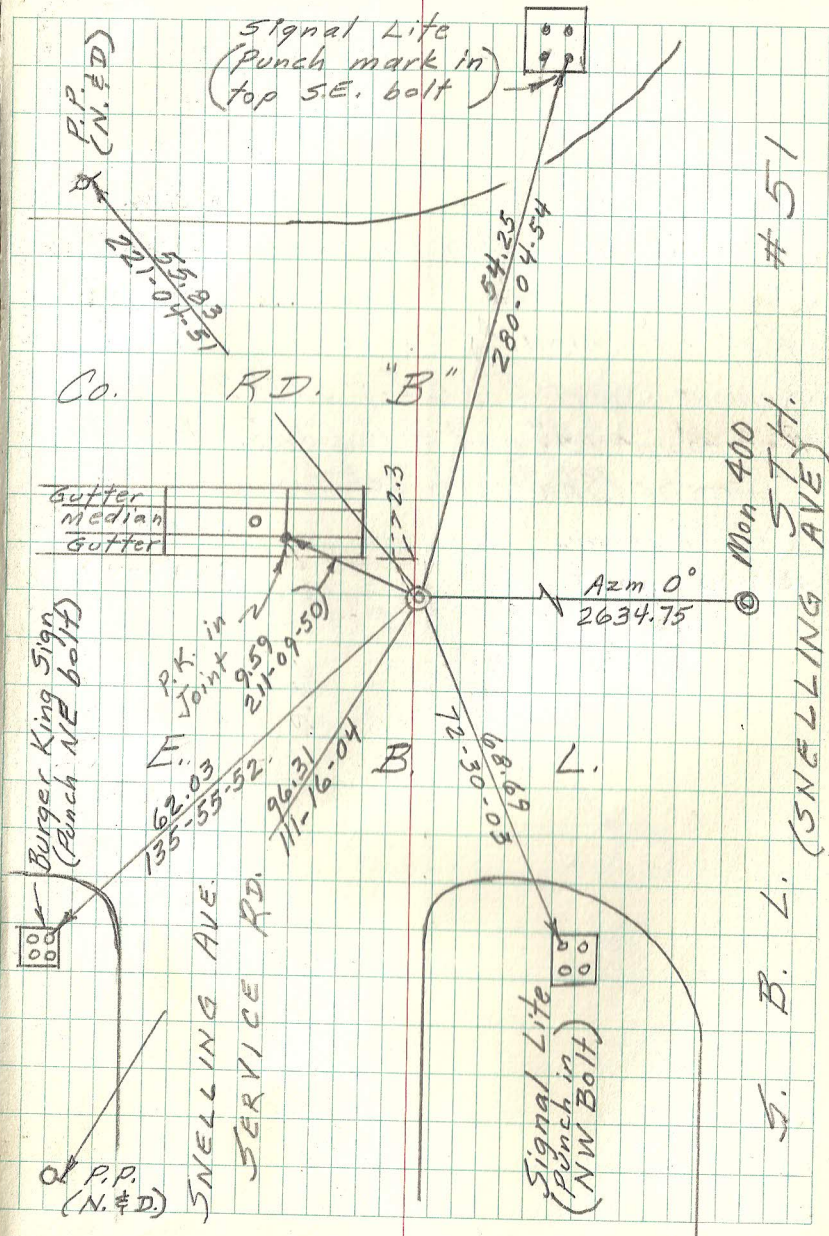 Signal Lite
(Punch mark in
top S.E. bolt)
P.P.
(N. & D)
55.83
221-04-51
54.25
280-04-54
# 51
Co. RD. "B"
Gutter
median
Gutter
2.3
P.K. in
Joint
9.59
211-09-50
Azm 0°
2634.75
Mon 400
S.T.H.
(SNELLING AVE)
Burger King Sign
(Punch NE bolt)
E. B. L.
62.03
135-55-52
96.31
111-16-04
68.69
72-30-03
SNELLING AVE.
SERVICE RD.
Signal Lite
(Punch in
NW Bolt)
S. B. L.
P.P.
(N. & D.)